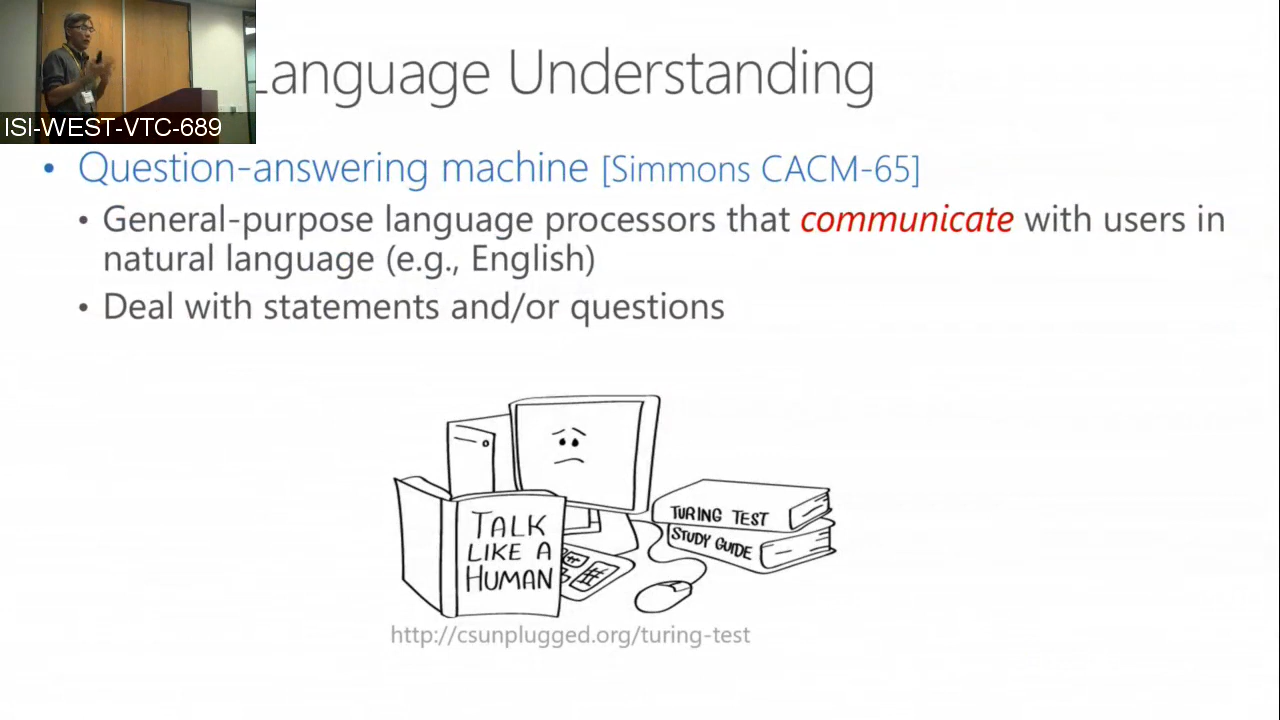 Language Understanding
ISI-WEST-VTC-689
• Question-answering machine [Simmons CACM-65]
• General-purpose language processors that communicate with users in
natural language (e.g., English)
• Deal with statements and/or questions
TALK
LIKE A
HUMAN
TURING TEST
STUDY GUIDE
http://csunplugged.org/turing-test